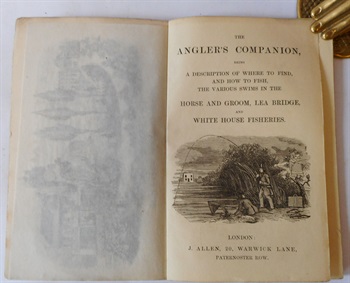 THE
ANGLER'S COMPANION,
BEING
A DESCRIPTION OF WHERE TO FIND,
AND HOW TO FISH,
THE VARIOUS SWIMS IN THE
HORSE AND GROOM, LEA BRIDGE,
AND
WHITE HOUSE FISHERIES.
LONDON:
J. ALLEN, 20, WARWICK LANE,
PATERNOSTER ROW.